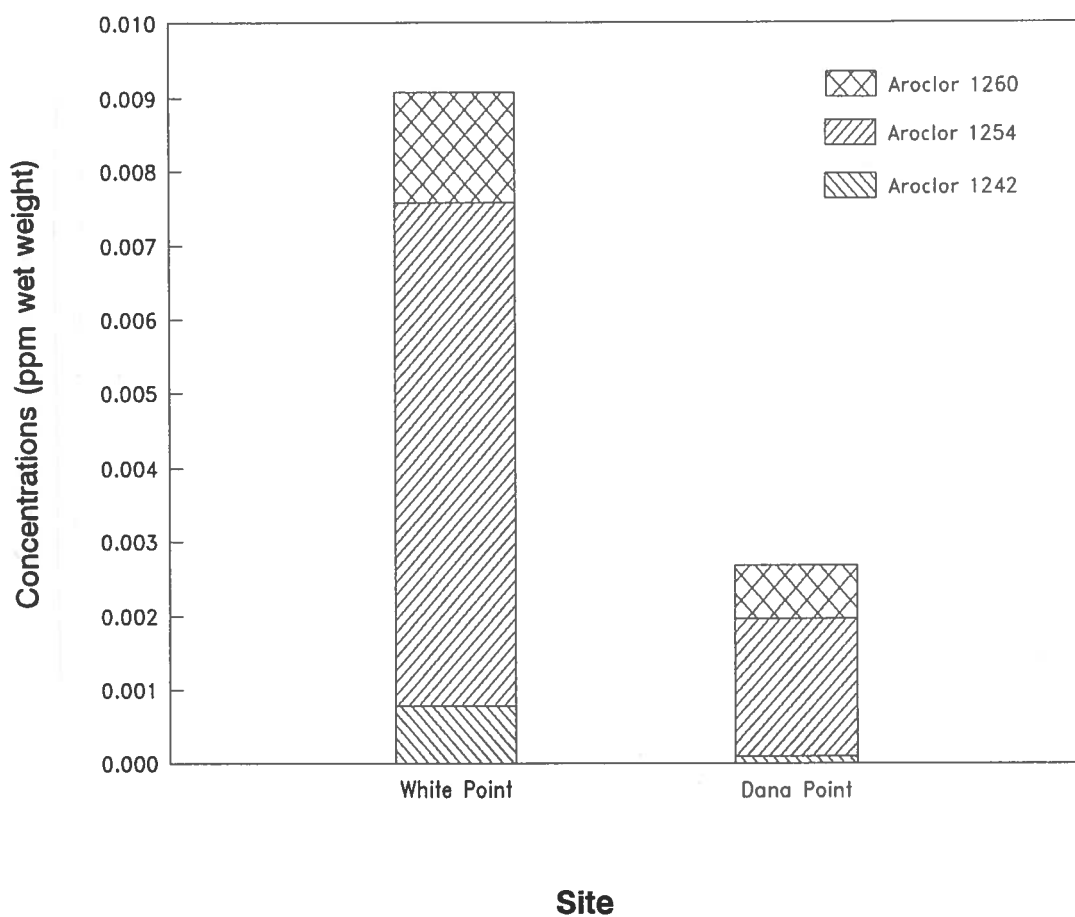 Concentrations (ppm wet weight)
0.010
0.009
0.008
0.007
0.006
0.005
0.004
0.003
0.002
0.001
0.000
Aroclor 1260
Aroclor 1254
Aroclor 1242
White Point
Dana Point
Site